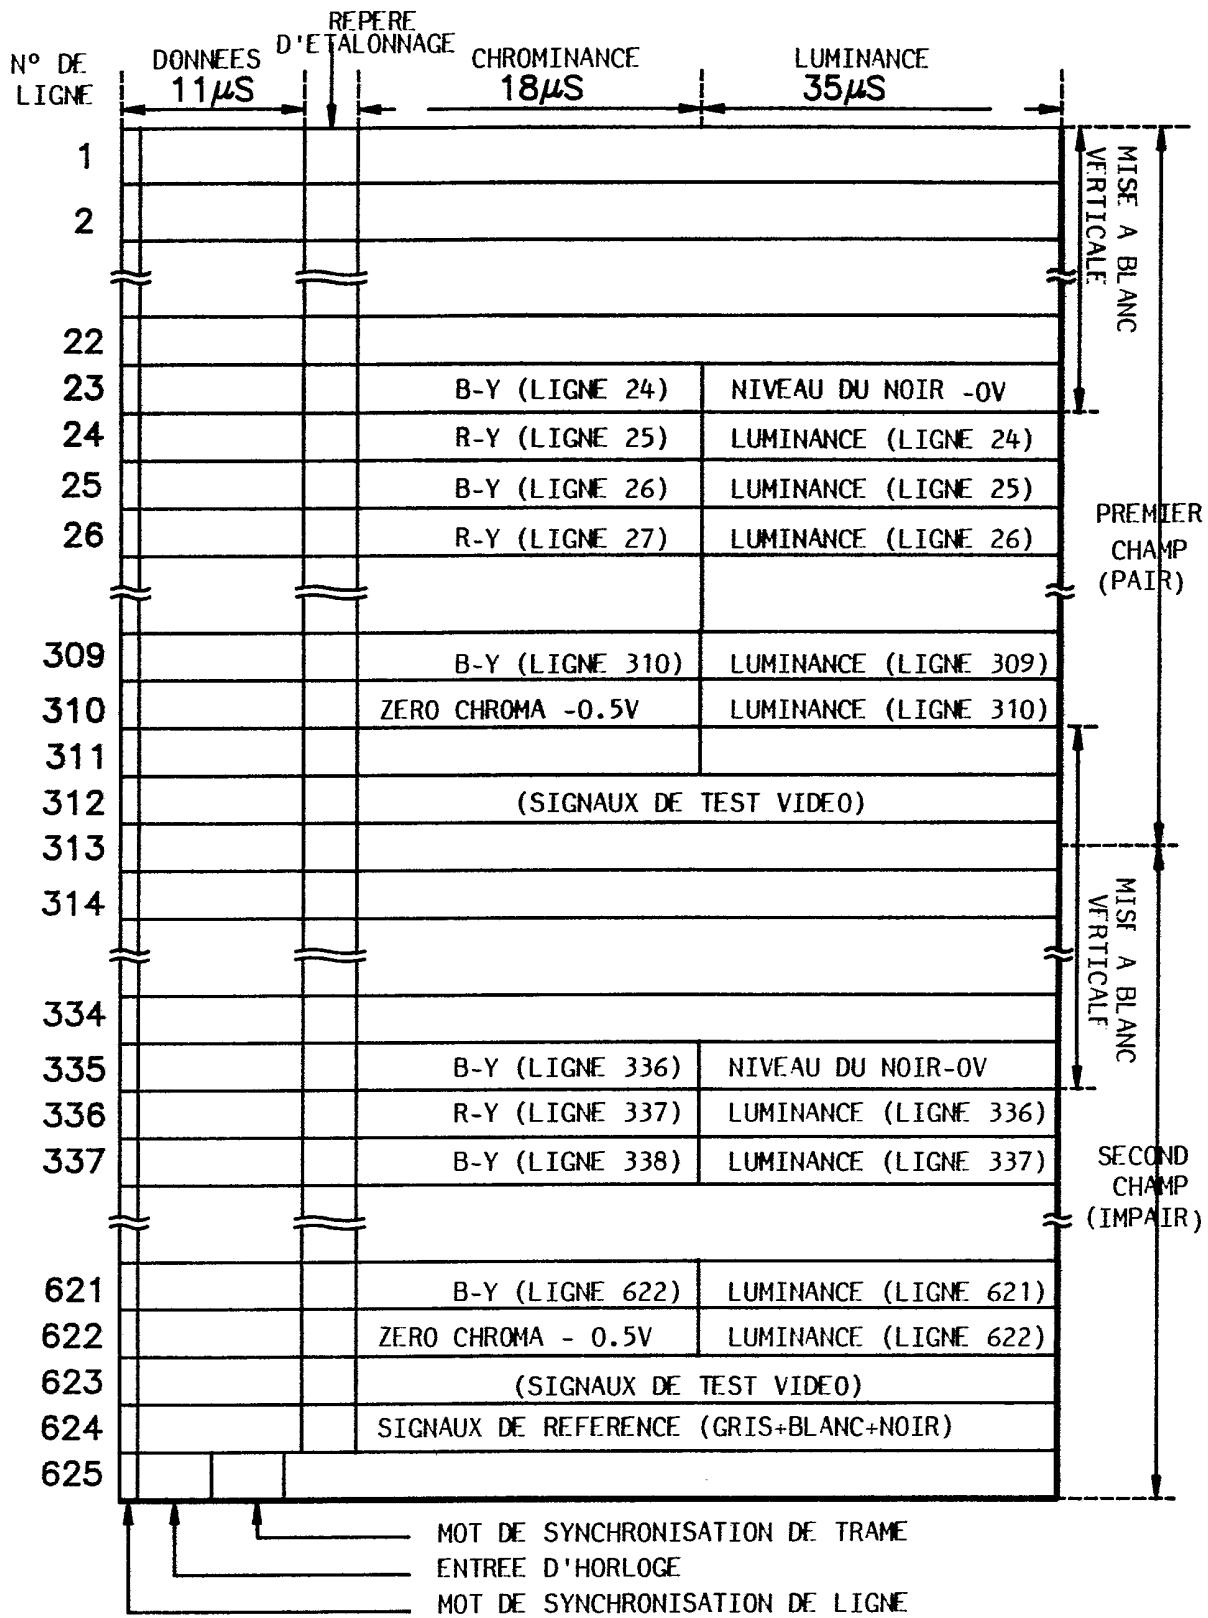 REPERE
D'ETALONNAGE
N° DE
LIGNE
DONNEES
11µS
CHROMINANCE
18µS
LUMINANCE
35µS
1
2
22
23 B-Y (LIGNE 24) NIVEAU DU NOIR -0V
24 R-Y (LIGNE 25) LUMINANCE (LIGNE 24)
25 B-Y (LIGNE 26) LUMINANCE (LIGNE 25)
26 R-Y (LIGNE 27) LUMINANCE (LIGNE 26)
309 B-Y (LIGNE 310) LUMINANCE (LIGNE 309)
310 ZERO CHROMA -0.5V LUMINANCE (LIGNE 310)
311
312 (SIGNAUX DE TEST VIDEO)
313
314
334
335 B-Y (LIGNE 336) NIVEAU DU NOIR-0V
336 R-Y (LIGNE 337) LUMINANCE (LIGNE 336)
337 B-Y (LIGNE 338) LUMINANCE (LIGNE 337)
621 B-Y (LIGNE 622) LUMINANCE (LIGNE 621)
622 ZERO CHROMA - 0.5V LUMINANCE (LIGNE 622)
623 (SIGNAUX DE TEST VIDEO)
624 SIGNAUX DE REFERENCE (GRIS+BLANC+NOIR)
625
MISE A BLANC
VERTICALE
PREMIER
CHAMP
(PAIR)
MISE A BLANC
VERTICALE
SECOND
CHAMP
(IMPAIR)
MOT DE SYNCHRONISATION DE TRAME
ENTREE D'HORLOGE
MOT DE SYNCHRONISATION DE LIGNE